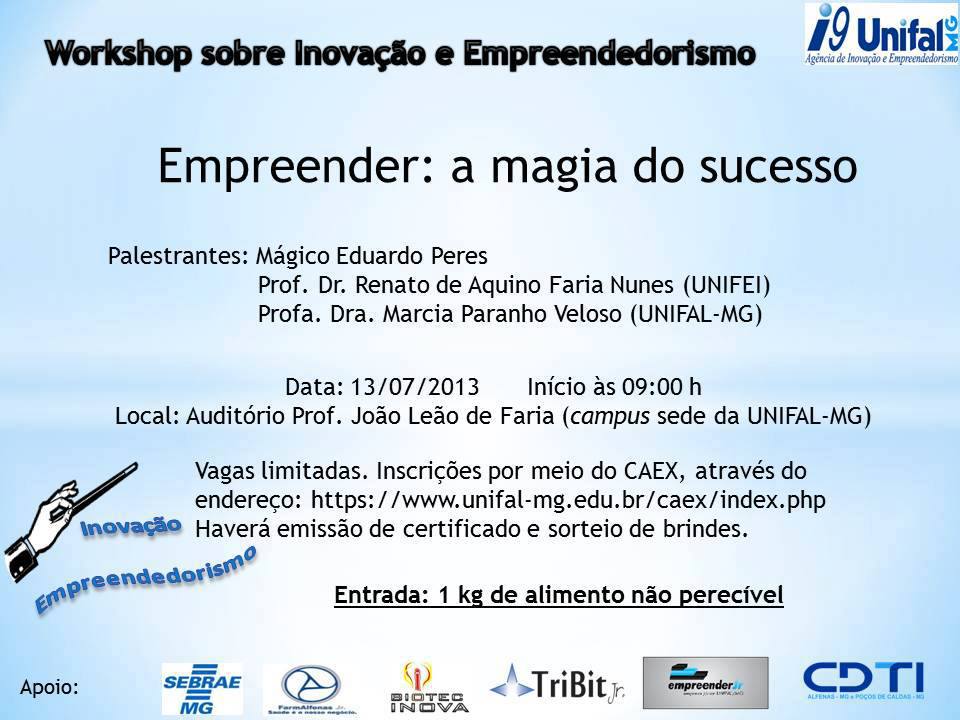 Workshop sobre Inovação e Empreendedorismo
i9 Unifal MG
Agência de Inovação e Empreendedorismo
Empreender: a magia do sucesso
Palestrantes: Mágico Eduardo Peres
Prof. Dr. Renato de Aquino Faria Nunes (UNIFEI)
Profa. Dra. Marcia Paranho Veloso (UNIFAL-MG)
Data: 13/07/2013 Início às 09:00 h
Local: Auditório Prof. João Leão de Faria (campus sede da UNIFAL-MG)
Vagas limitadas. Inscrições por meio do CAEX, através do
endereço: https://www.unifal-mg.edu.br/caex/index.php
Haverá emissão de certificado e sorteio de brindes.
Inovação
Empreendedorismo
Entrada: 1 kg de alimento não perecível
Apoio:
SEBRAE
MG
FarmAlfenas Jr.
Saúde é o nosso negócio.
BIOTEC
INOVA
TriBit Jr.
empreender jr
CDTI
ALFENAS - MG e POÇOS DE CALDAS - MG